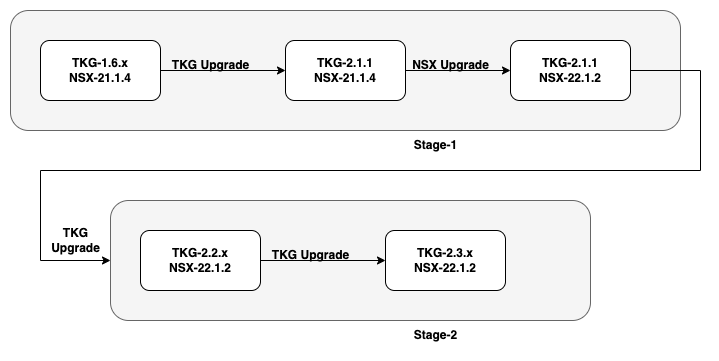 TKG-1.6.x
NSX-21.1.4
TKG Upgrade
TKG-2.1.1
NSX-21.1.4
NSX Upgrade
TKG-2.1.1
NSX-22.1.2
Stage-1
TKG
Upgrade
TKG-2.2.x
NSX-22.1.2
TKG Upgrade
TKG-2.3.x
NSX-22.1.2
Stage-2